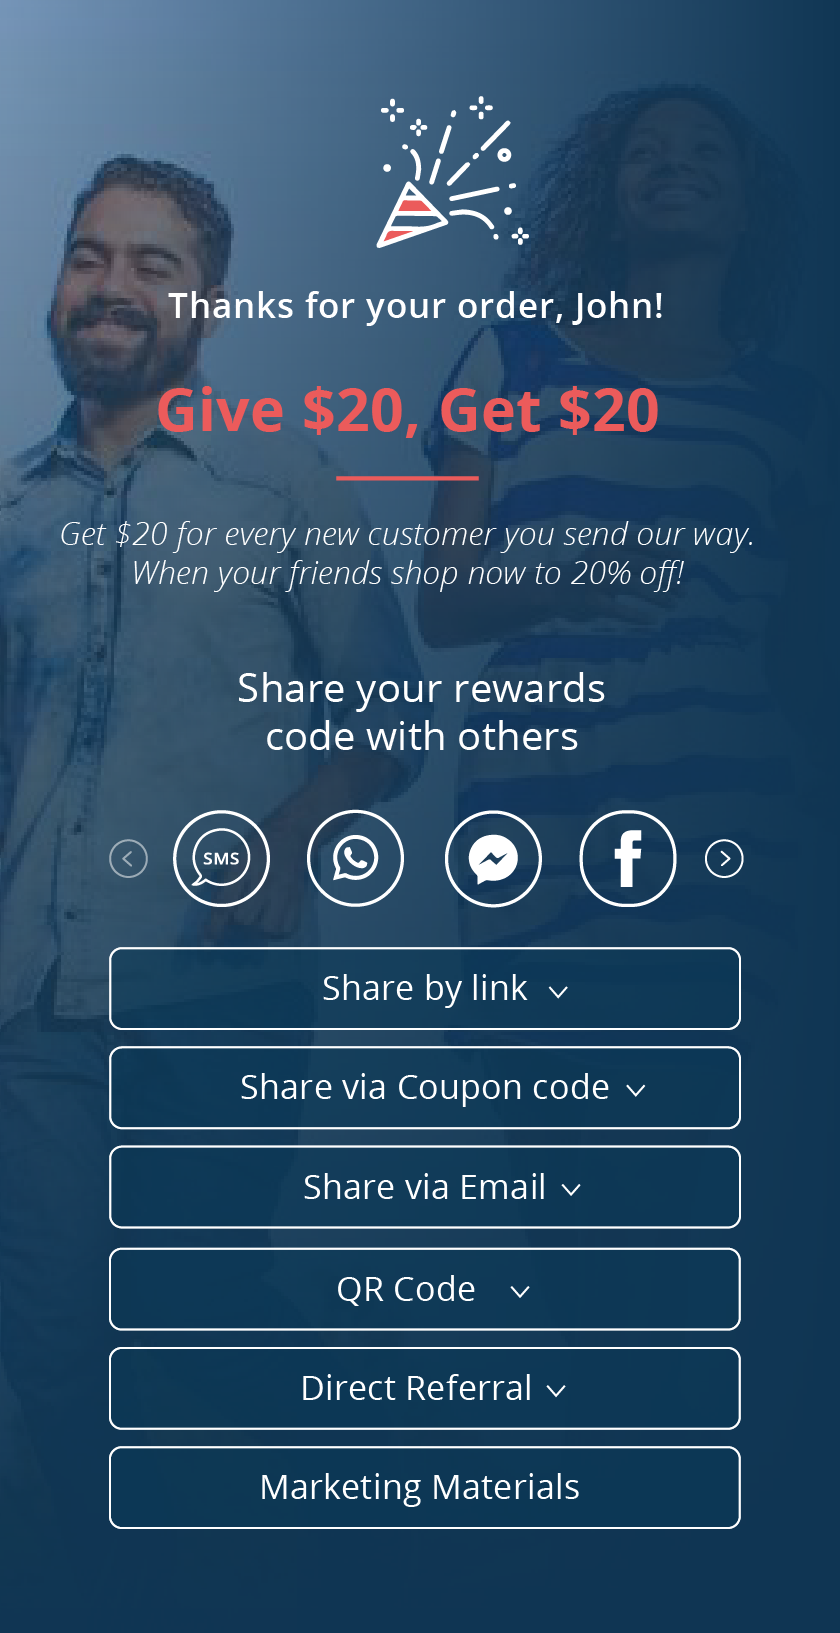 Thanks for your order, John!
Give $20, Get $20
Get $20 for every new customer you send our way.
When your friends shop now to 20% off!
Share your rewards
code with others
SMS
Share by link
Share via Coupon code
Share via Email
QR Code
Direct Referral
Marketing Materials